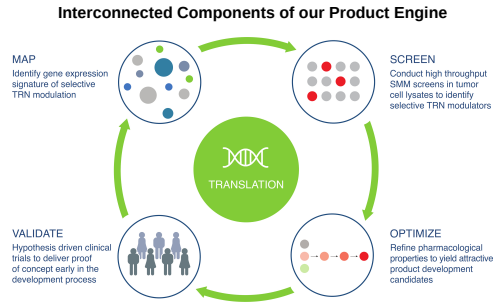 Interconnected Components of our Product Engine
MAP
Identify gene expression
signature of selective
TRN modulation
SCREEN
Conduct high throughput
SMM screens in tumor
cell lysates to identify
selective TRN modulators
TRANSLATION
VALIDATE
Hypothesis driven clinical
trials to deliver proof
of concept early in the
development process
OPTIMIZE
Refine pharmacological
properties to yield attractive
product development
candidates